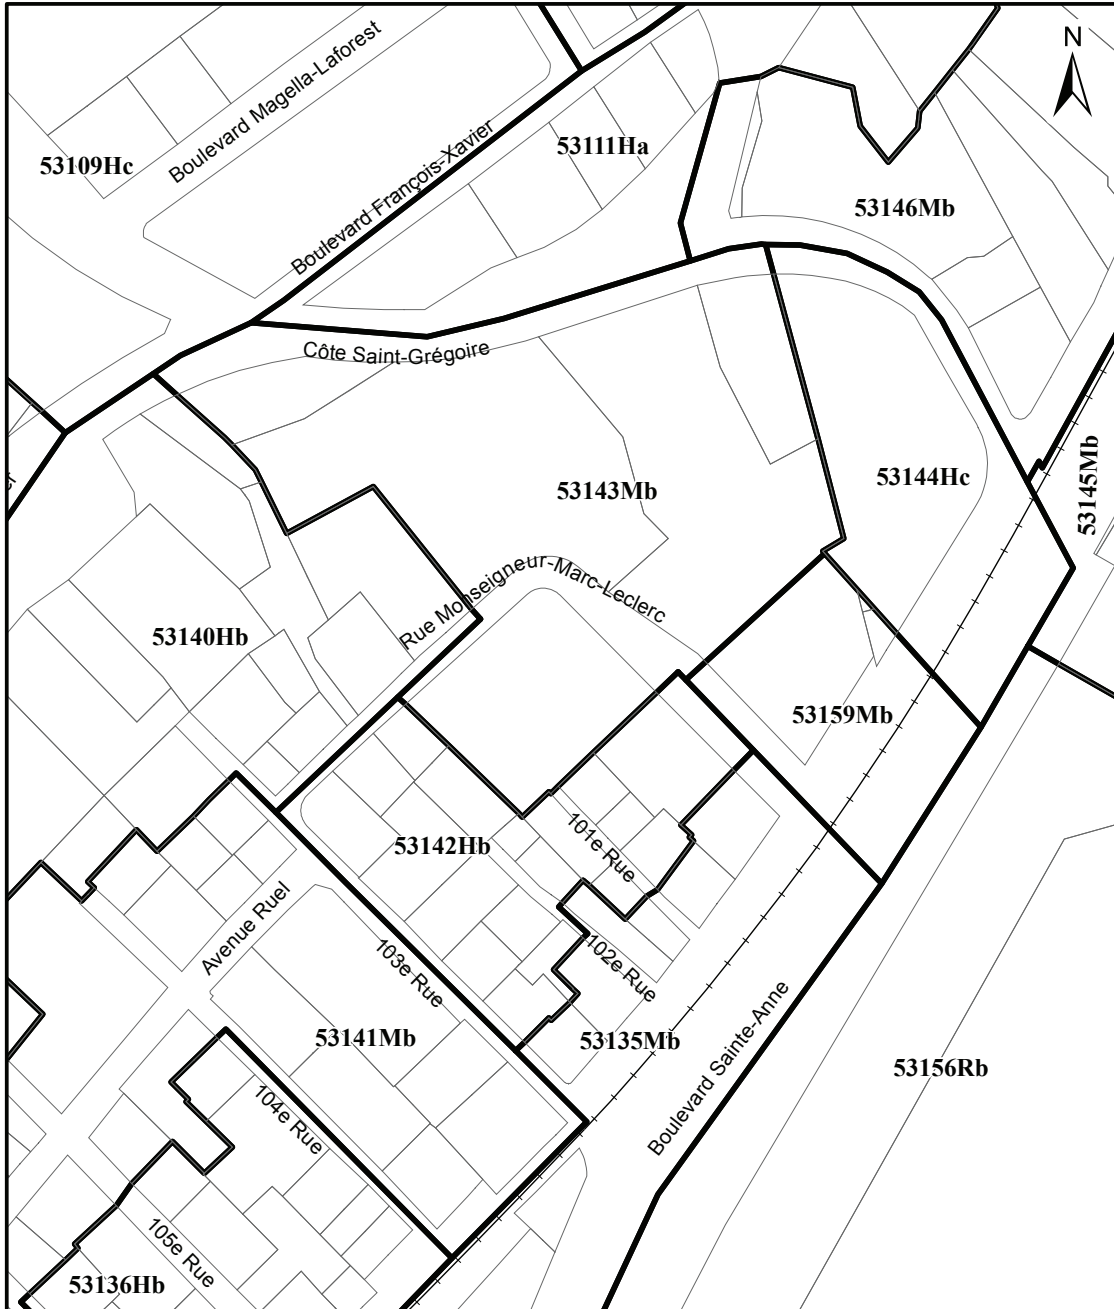 N
Boulevard Magella-Laforest
53109Hc
Boulevard François-Xavier
53111Ha
53146Mb
Côte Saint-Grégoire
53143Mb
53144Hc
53145Mb
er
Rue Monseigneur-Marc-Leclerc
53140Hb
53159Mb
53142Hb
101e Rue
Avenue Ruel
103e Rue
102e Rue
53141Mb
53135Mb
Boulevard Sainte-Anne
53156Rb
104e Rue
105e Rue
53136Hb